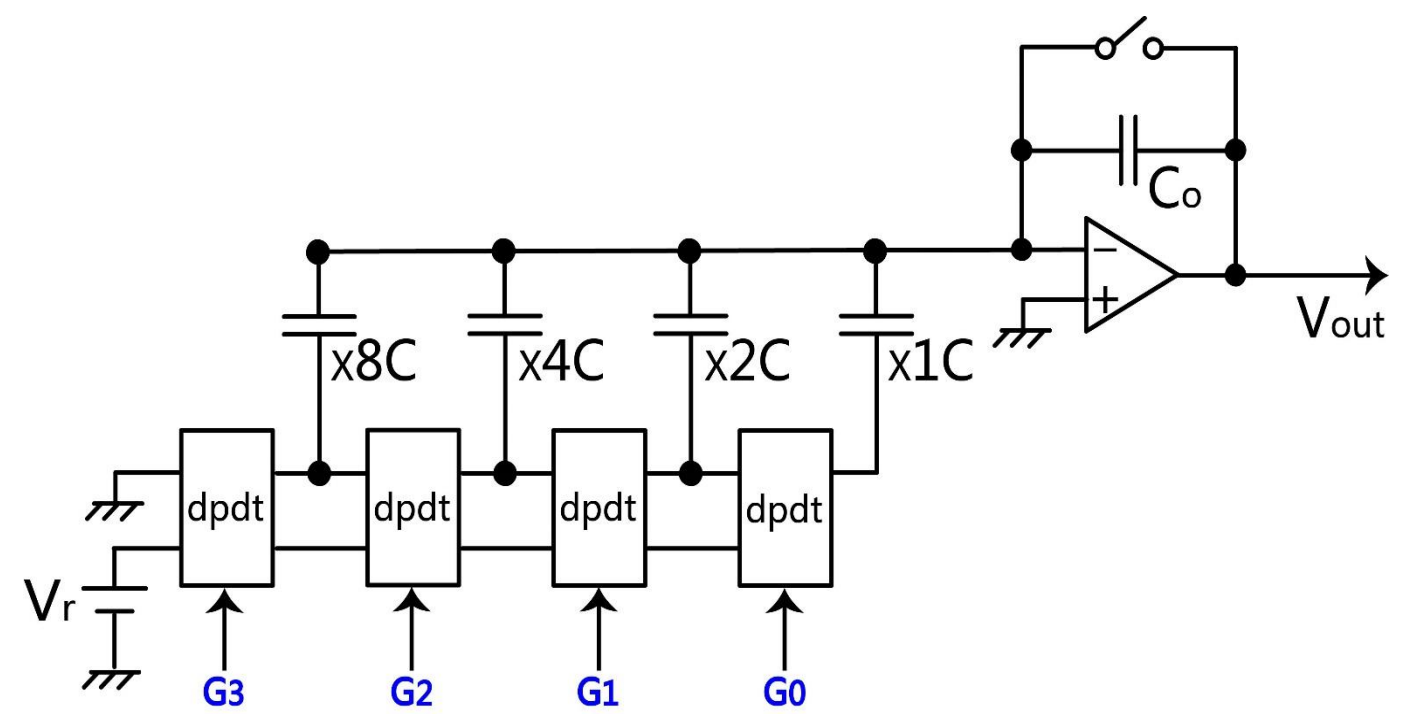 Co
−
+
Vout
x8C
x4C
x2C
x1C
dpdt
dpdt
dpdt
dpdt
Vr
G3
G2
G1
G0